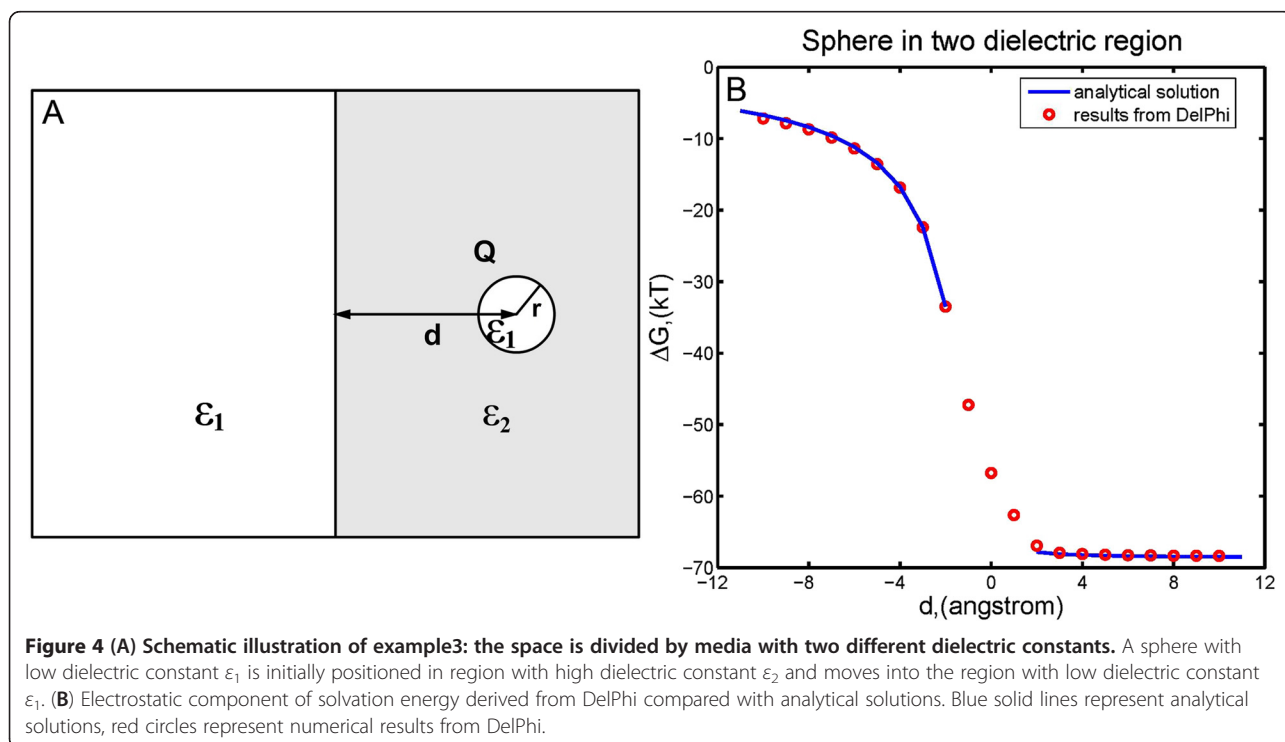 A
Q
r
ε₁
d
ε₁
ε₂
Sphere in two dielectric region
B
analytical solution
results from DelPhi
0
−10
−20
−30
−40
−50
−60
−70
ΔG,(kT)
−12 −8 −4 0 4 8 12
d,(angstrom)
Figure 4 (A) Schematic illustration of example3: the space is divided by media with two different dielectric constants. A sphere with
low dielectric constant ε₁ is initially positioned in region with high dielectric constant ε₂ and moves into the region with low dielectric constant
ε₁. (B) Electrostatic component of solvation energy derived from DelPhi compared with analytical solutions. Blue solid lines represent analytical
solutions, red circles represent numerical results from DelPhi.